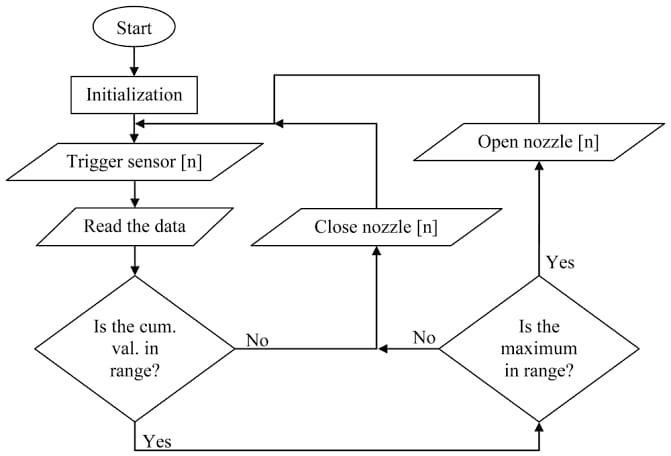 Start
Initialization
Trigger sensor [n]
Open nozzle [n]
Read the data
Close nozzle [n]
Yes
Is the cum.
val. in
range?
No
No
Is the
maximum
in range?
Yes